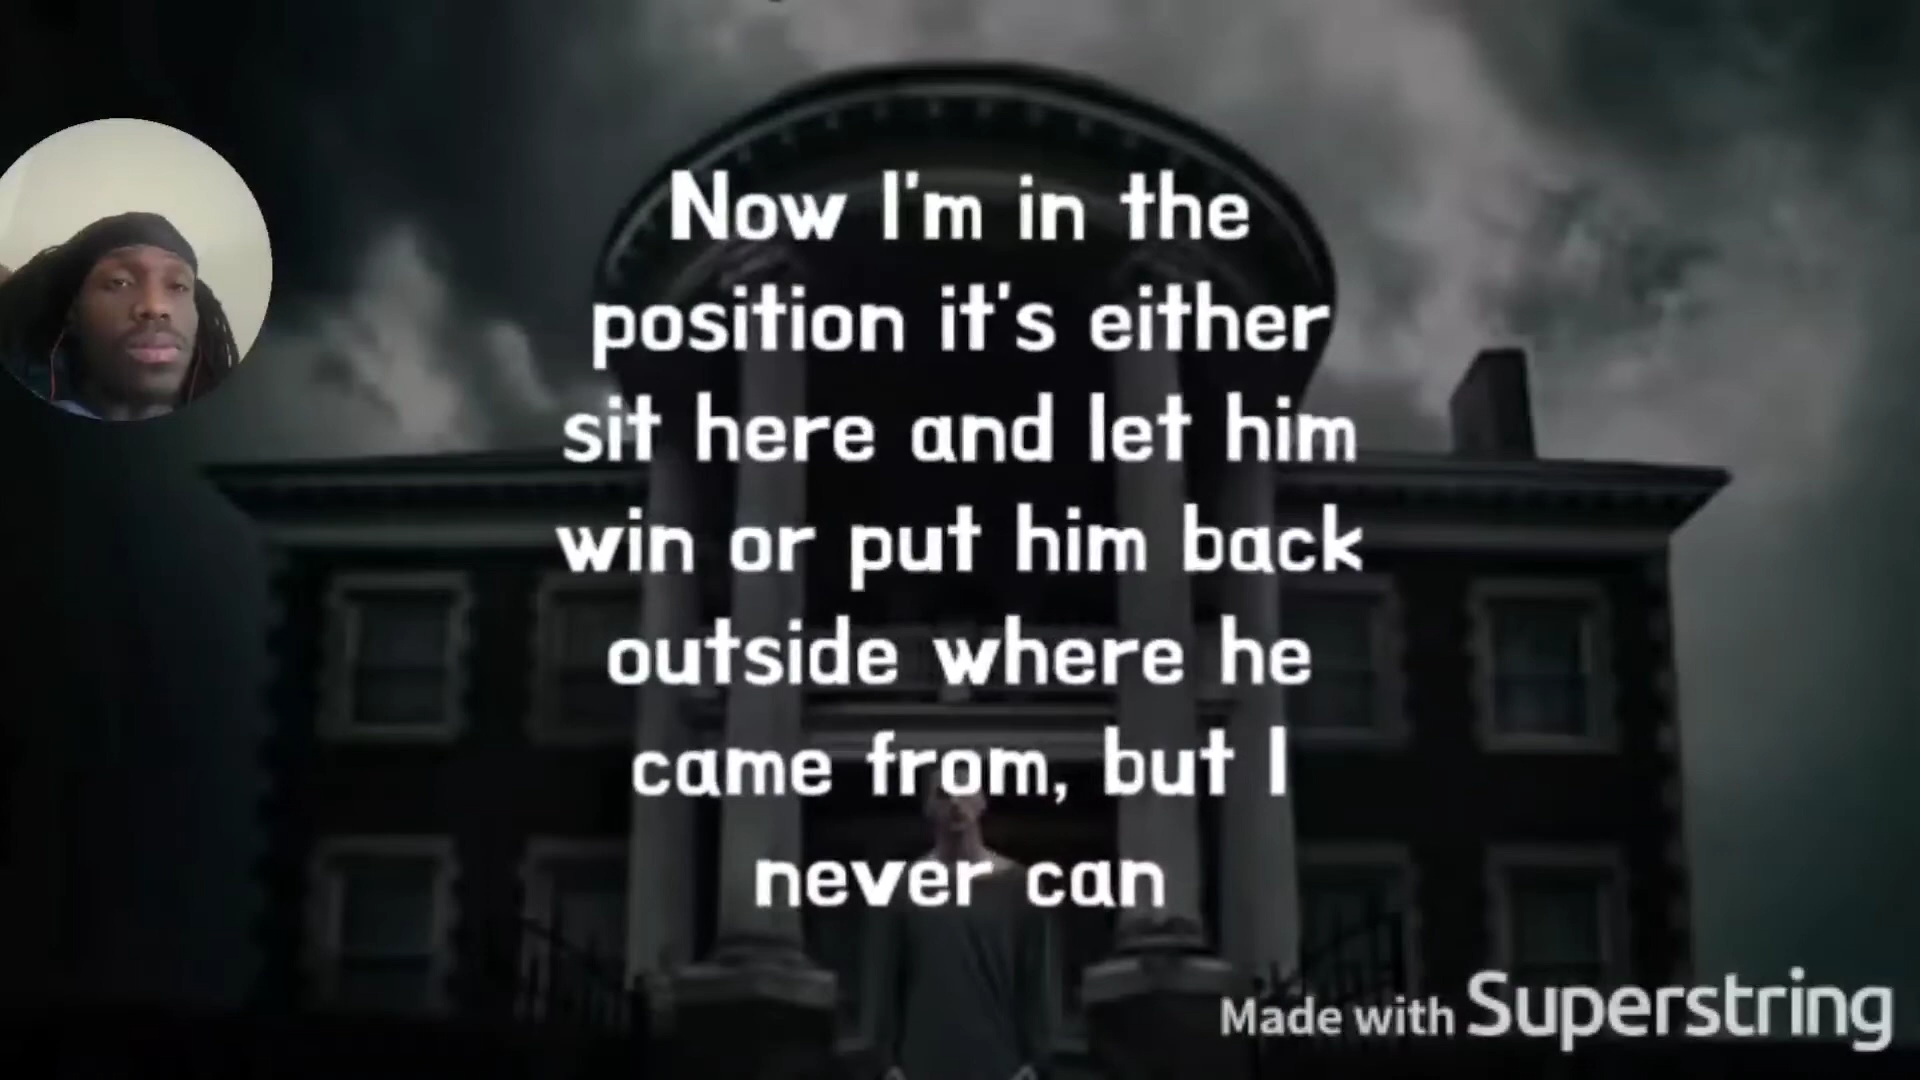 Now I'm in the
position it's either
sit here and let him
win or put him back
outside where he
came from, but I
never can
Made with Superstring